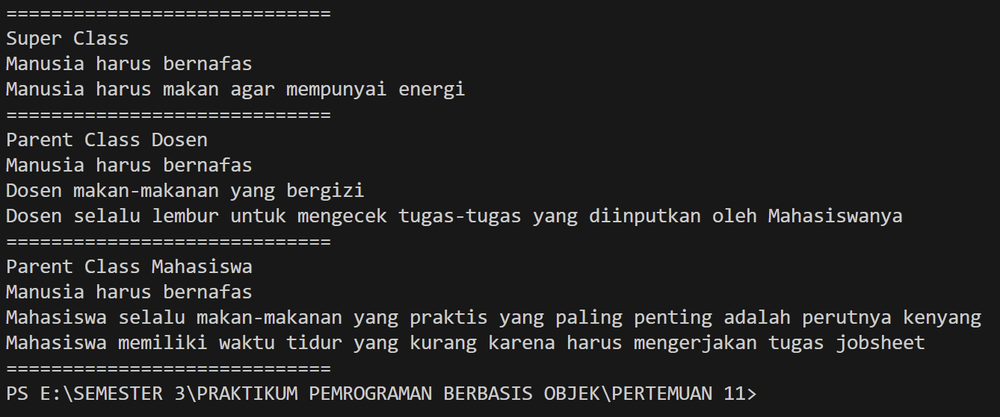 =============================
Super Class
Manusia harus bernafas
Manusia harus makan agar mempunyai energi
=============================
Parent Class Dosen
Manusia harus bernafas
Dosen makan-makanan yang bergizi
Dosen selalu lembur untuk mengecek tugas-tugas yang diinputkan oleh Mahasiswanya
=============================
Parent Class Mahasiswa
Manusia harus bernafas
Mahasiswa selalu makan-makanan yang praktis yang paling penting adalah perutnya kenyang
Mahasiswa memiliki waktu tidur yang kurang karena harus mengerjakan tugas jobsheet
=============================
PS E:\SEMESTER 3\PRAKTIKUM PEMROGRAMAN BERBASIS OBJEK\PERTEMUAN 11>